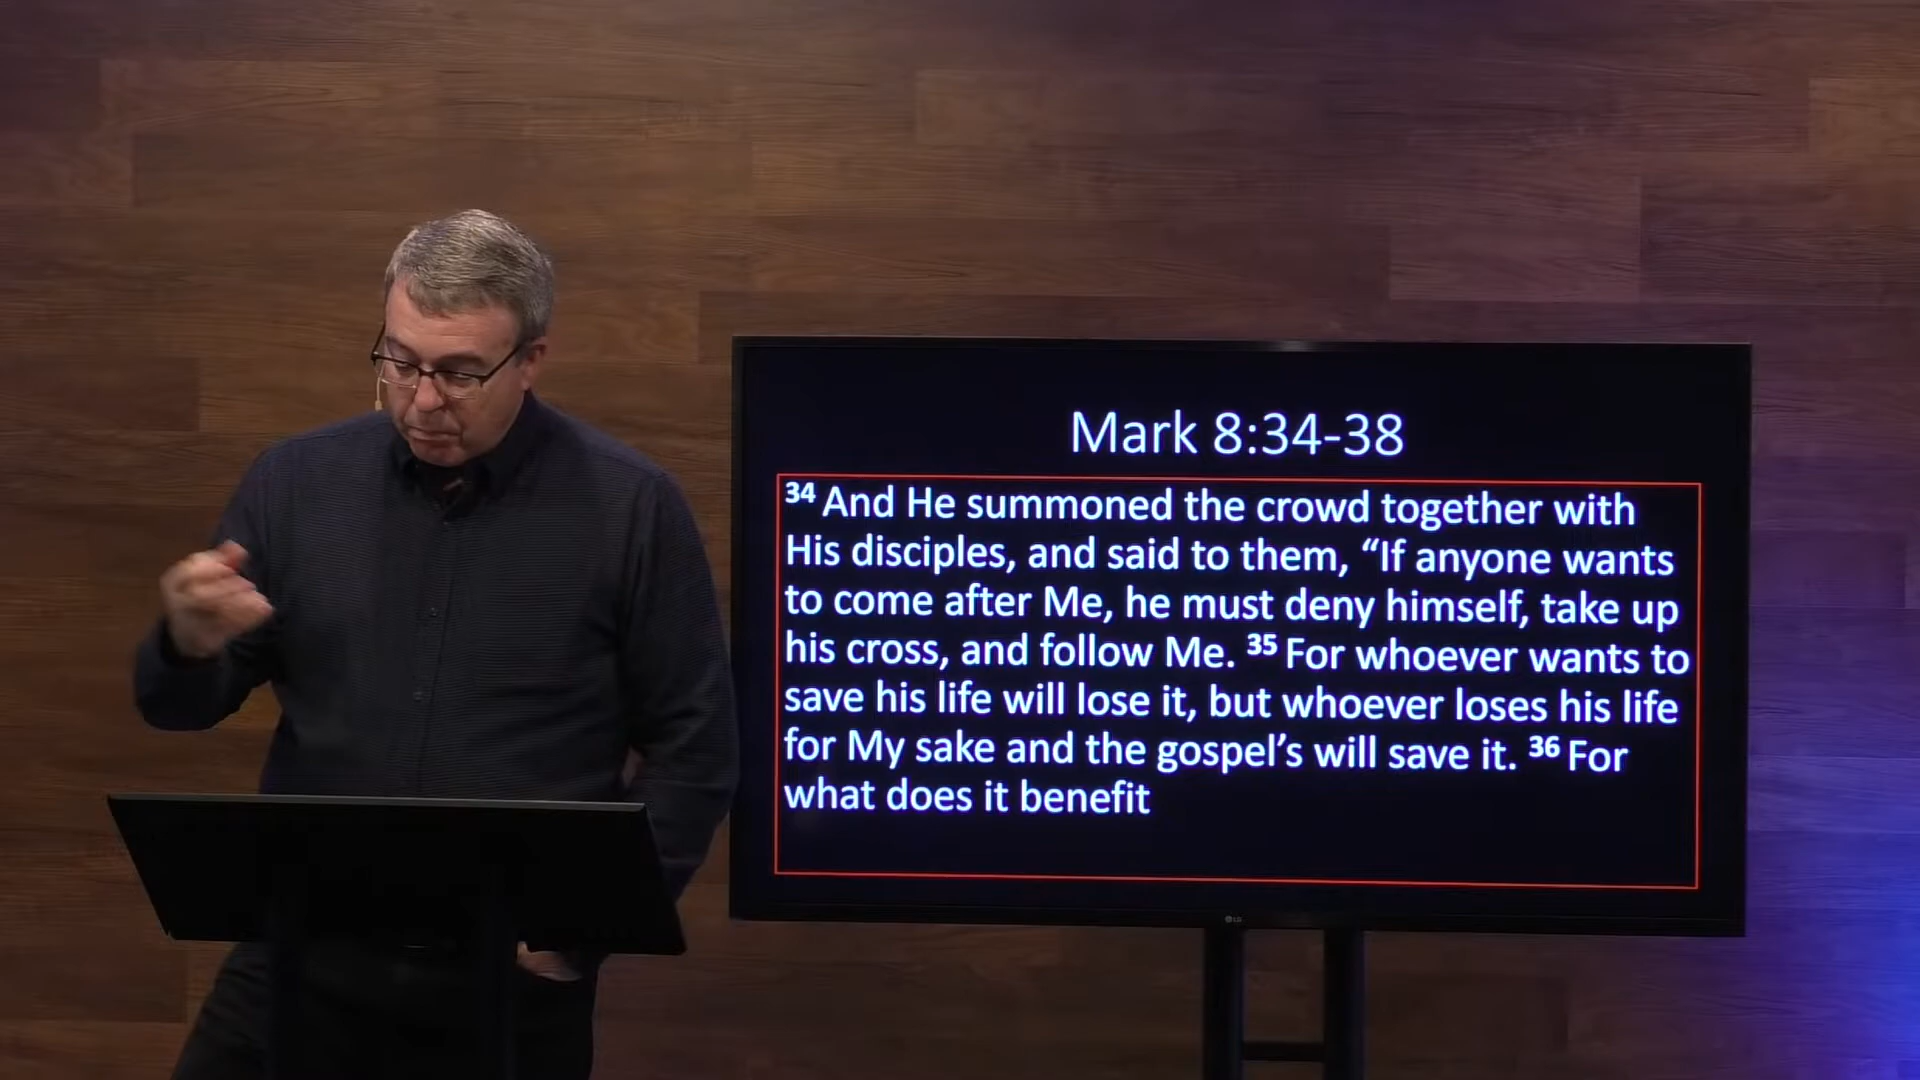 Mark 8:34-38
34 And He summoned the crowd together with
His disciples, and said to them, “If anyone wants
to come after Me, he must deny himself, take up
his cross, and follow Me. 35 For whoever wants to
save his life will lose it, but whoever loses his life
for My sake and the gospel’s will save it. 36 For
what does it benefit
LG